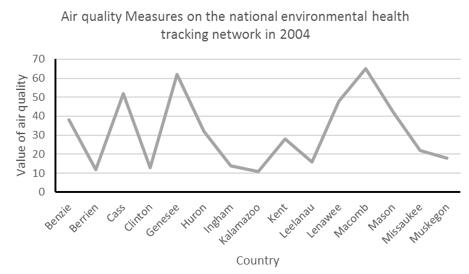 Air quality Measures on the national environmental health
tracking network in 2004
Value of air quality
70
60
50
40
30
20
10
0
Benzie
Berrien
Cass
Clinton
Genesee
Huron
Ingham
Kalamazoo
Kent
Leelanau
Lenawee
Macomb
Mason
Missaukee
Muskegon
Country